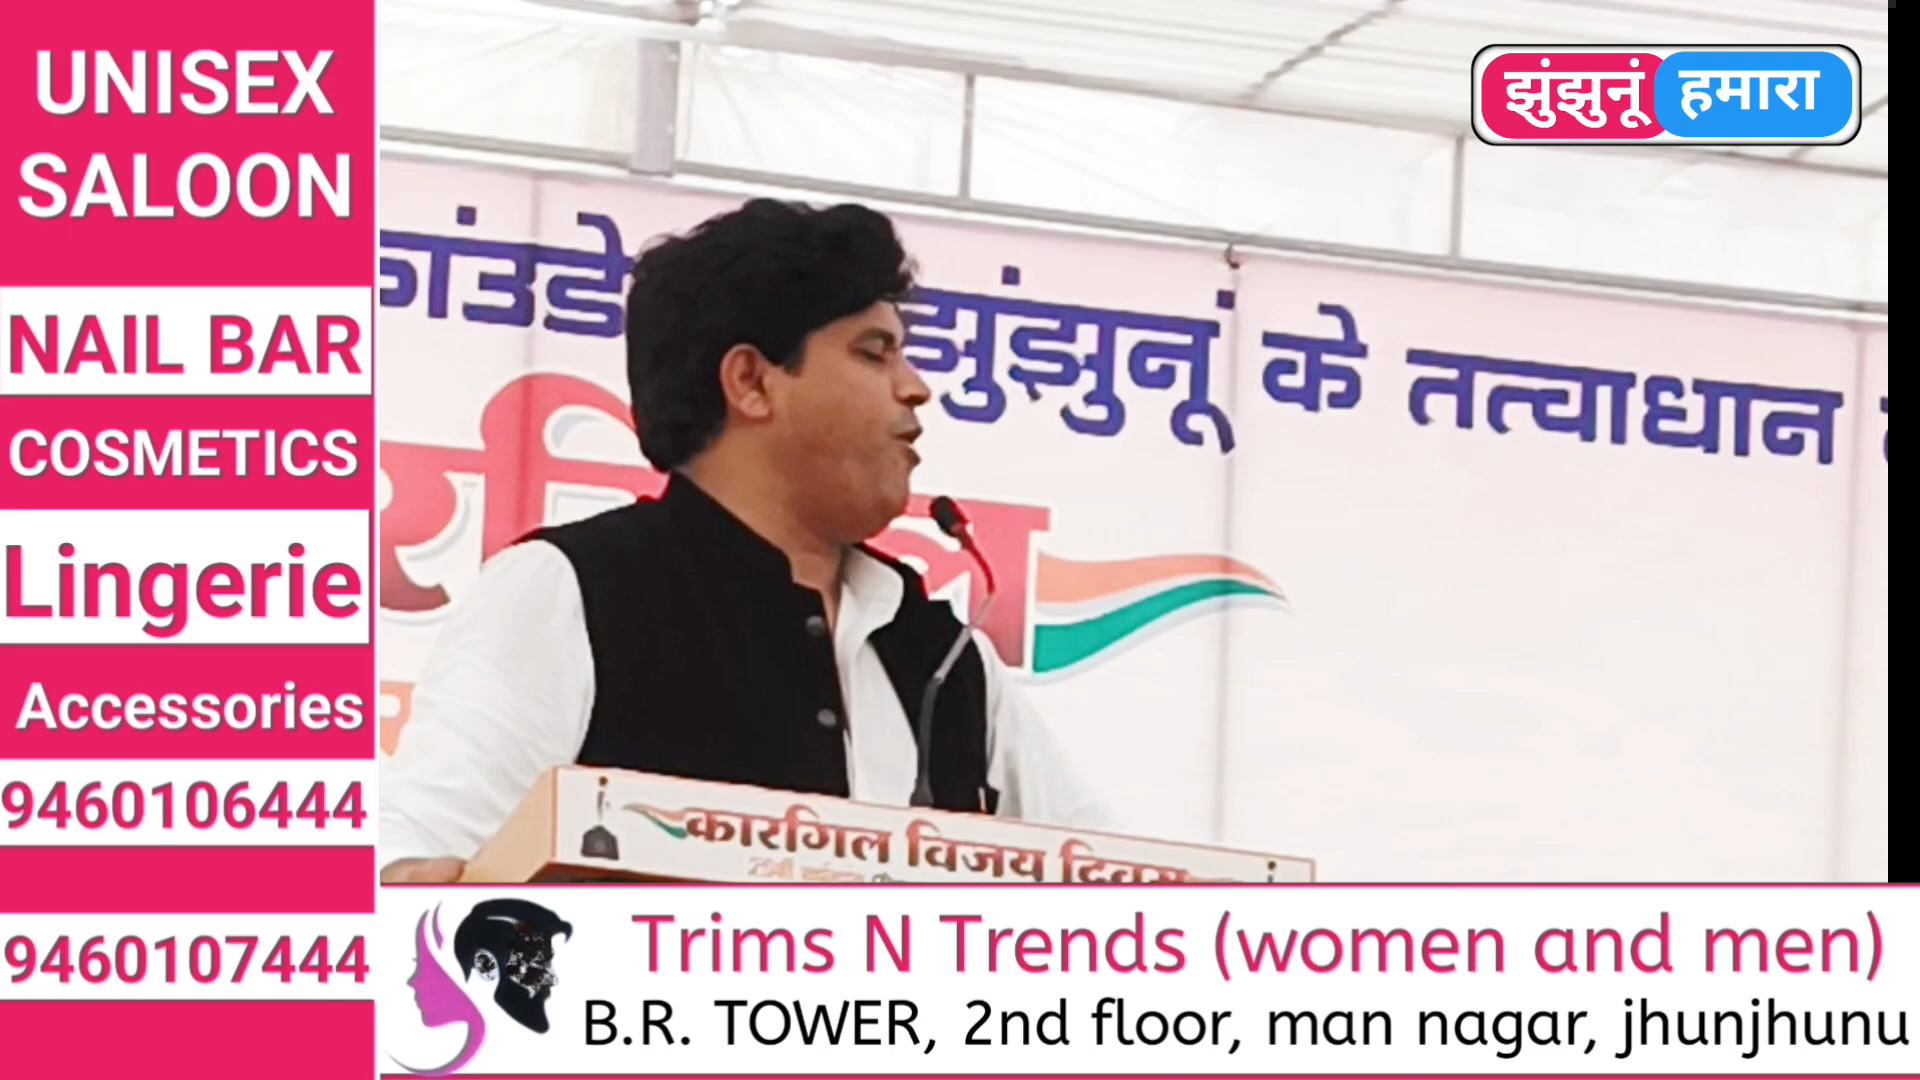 UNISEX
SALOON
NAIL BAR
COSMETICS
Lingerie
Accessories
9460106444
9460107444
झुंझुनूं हमारा
झुंझुनूं के तत्वाधान
कारगिल विजय दिवस
Trims N Trends (women and men)
B.R. TOWER, 2nd floor, man nagar, jhunjhunu